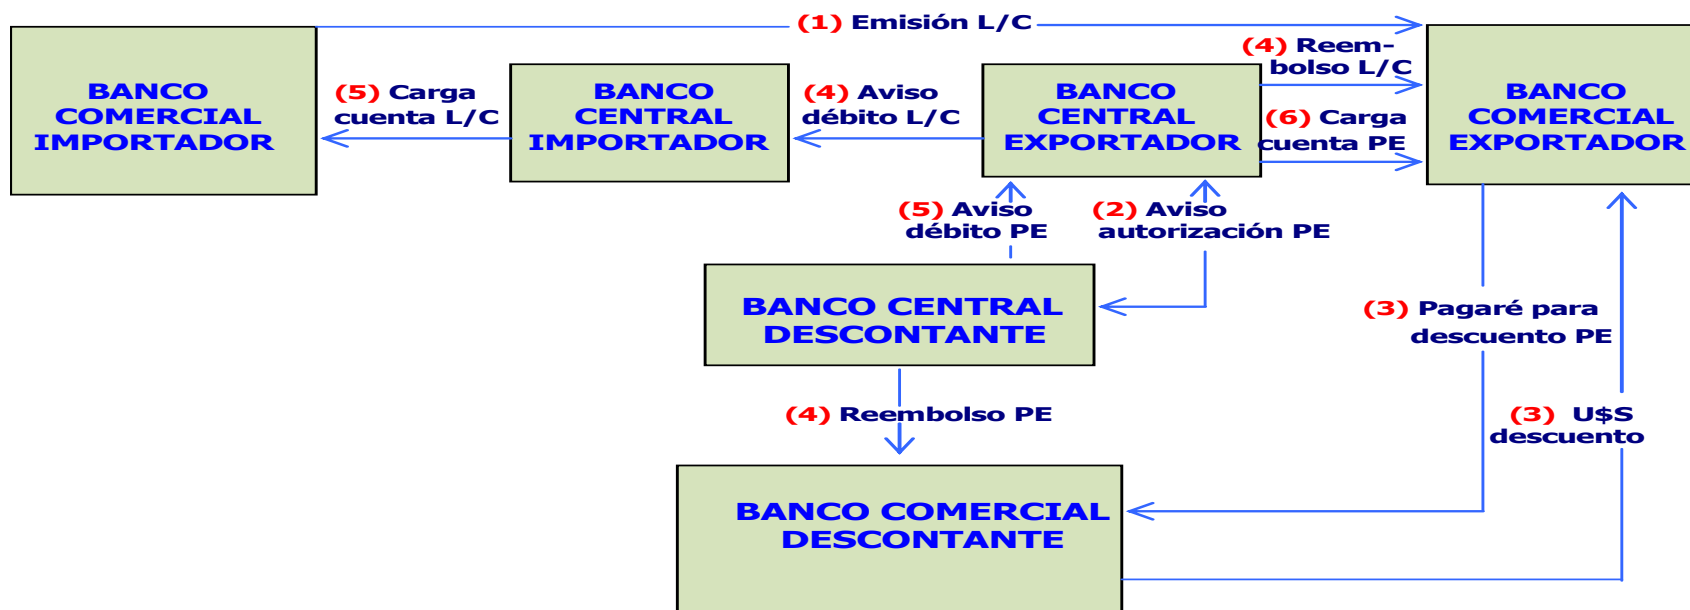 (1) Emisión L/C
BANCO
COMERCIAL
IMPORTADOR
(5) Carga
cuenta L/C
BANCO
CENTRAL
IMPORTADOR
(4) Aviso
débito L/C
BANCO
CENTRAL
EXPORTADOR
(4) Reem-
bolso L/C
(6) Carga
cuenta PE
BANCO
COMERCIAL
EXPORTADOR
(5) Aviso
débito PE
(2) Aviso
autorización PE
BANCO CENTRAL
DESCONTANTE
(3) Pagaré para
descuento PE
(4) Reembolso PE
(3) U$S
descuento
BANCO COMERCIAL
DESCONTANTE